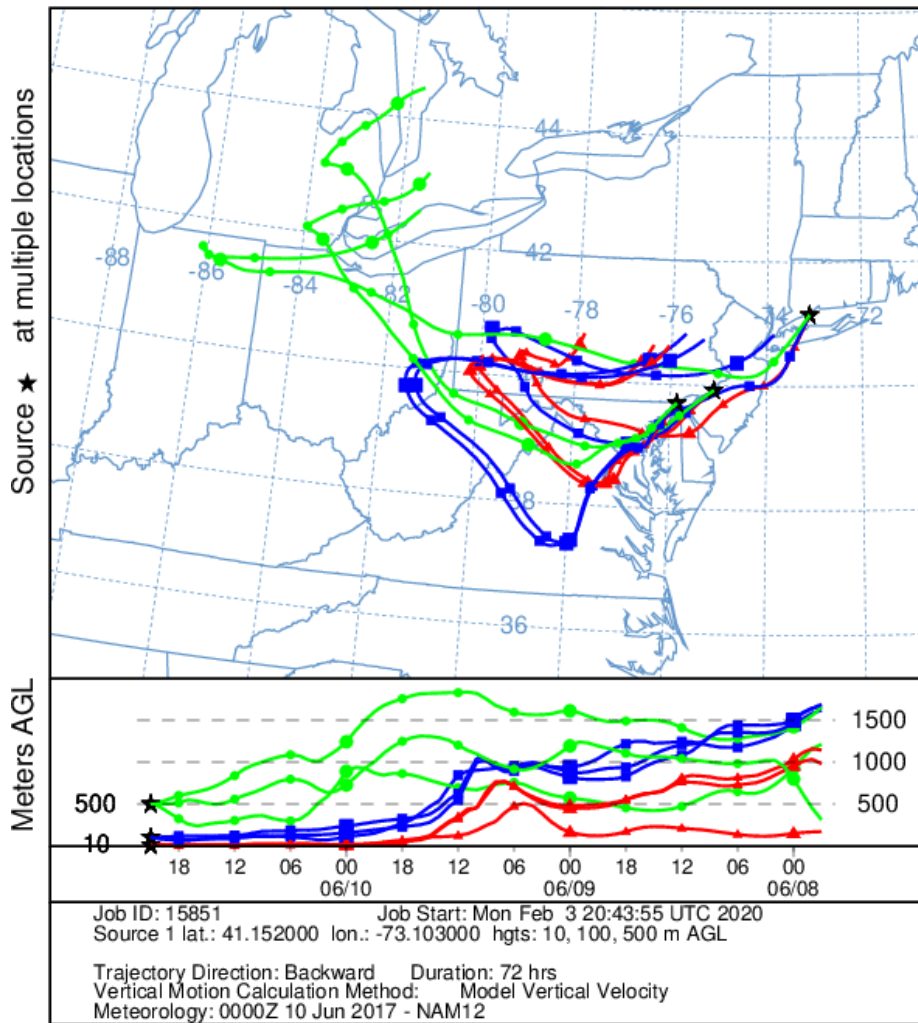 Source ★ at multiple locations
44
42
-88
-86
-84
-82
-80
-78
-76
-74
-72
38
36
Meters AGL
1500
1000
500
500
10
18 12 06 00 18 12 06 00 18 12 06 00
06/10 06/09 06/08
Job ID: 15851 Job Start: Mon Feb 3 20:43:55 UTC 2020
Source 1 lat.: 41.152000 lon.: -73.103000 hgts: 10, 100, 500 m AGL
Trajectory Direction: Backward Duration: 72 hrs
Vertical Motion Calculation Method: Model Vertical Velocity
Meteorology: 0000Z 10 Jun 2017 - NAM12